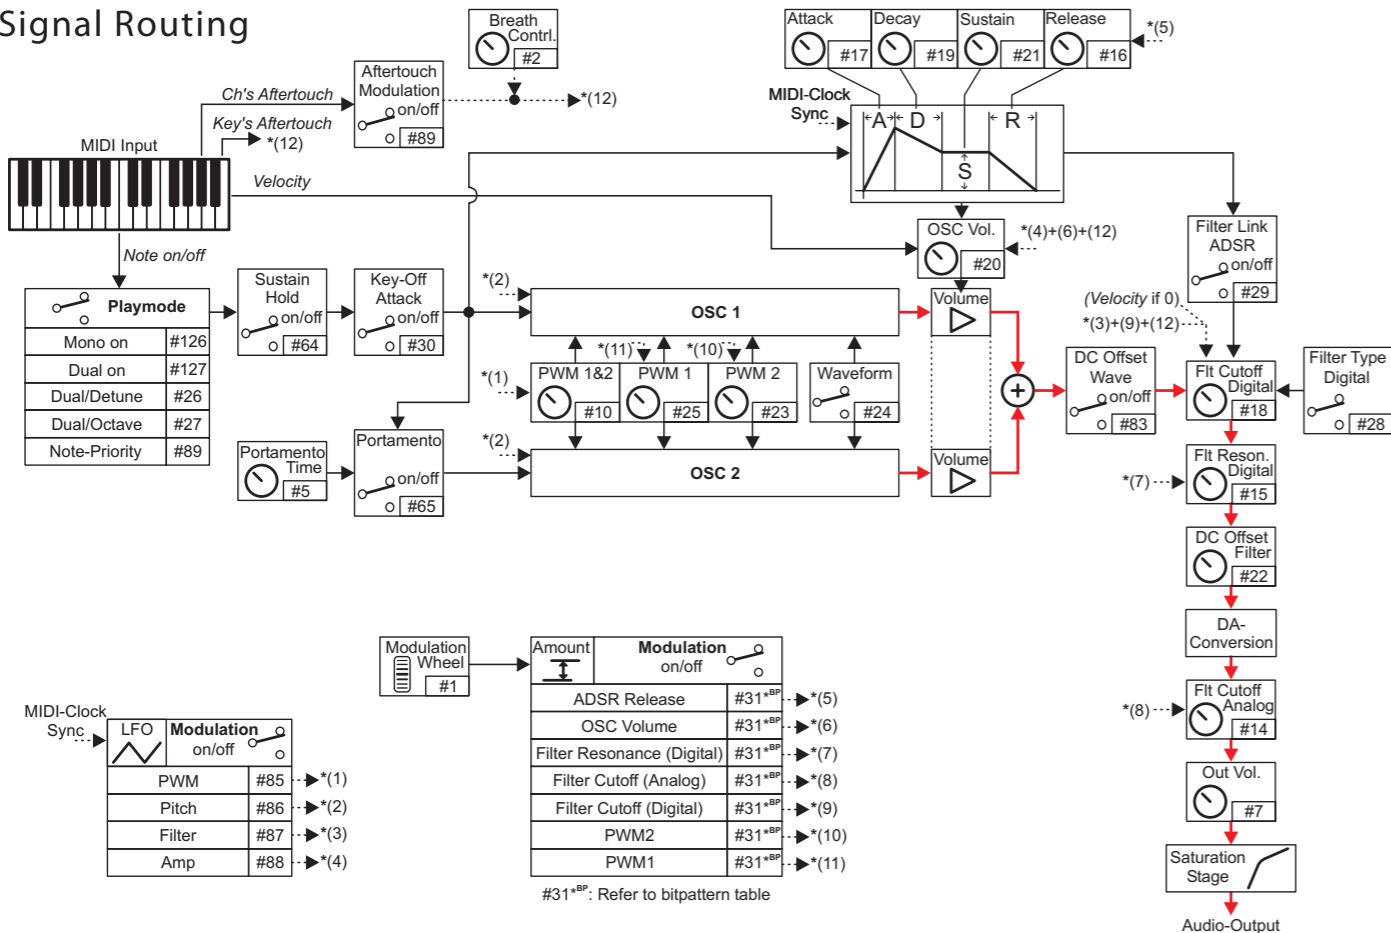 Signal Routing
Breath
Contrl.
#2
Attack
#17
Decay
#19
Sustain
#21
Release
#16
*(5)
Aftertouch
Modulation
on/off
#89
*(12)
Ch's Aftertouch
Key's Aftertouch
*(12)
MIDI Input
Velocity
Note on/off
MIDI-Clock
Sync
A
D
S
R
OSC Vol.
#20
*(4)+(6)+(12)
Filter Link
ADSR
on/off
#29
Playmode
Mono on #126
Dual on #127
Dual/Detune #26
Dual/Octave #27
Note-Priority #89
Sustain
Hold
on/off
#64
Key-Off
Attack
on/off
#30
*(2)
OSC 1
Volume
*(1)
PWM 1&2
#10
*(11)
PWM 1
#25
*(10)
PWM 2
#23
Waveform
#24
+
DC Offset
Wave
on/off
#83
(Velocity if 0)
*(3)+(9)+(12)
Flt Cutoff
Digital
#18
Filter Type
Digital
#28
Portamento
Time
#5
Portamento
on/off
#65
*(2)
OSC 2
Volume
*(7)
Flt Reson.
Digital
#15
DC Offset
Filter
#22
DA-
Conversion
*(8)
Flt Cutoff
Analog
#14
Out Vol.
#7
Saturation
Stage
Audio-Output
Modulation
Wheel
#1
Amount
Modulation
on/off
ADSR Release #31*BP *(5)
OSC Volume #31*BP *(6)
Filter Resonance (Digital) #31*BP *(7)
Filter Cutoff (Analog) #31*BP *(8)
Filter Cutoff (Digital) #31*BP *(9)
PWM2 #31*BP *(10)
PWM1 #31*BP *(11)
#31*BP: Refer to bitpattern table
MIDI-Clock
Sync
LFO
Modulation
on/off
PWM #85 *(1)
Pitch #86 *(2)
Filter #87 *(3)
Amp #88 *(4)